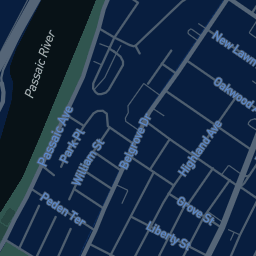 New Lawn
Passaic River
Oakwood
Passaic Ave
Park Pl
William St
Belgrove Dr
Highland Ave
Paden Ter
Grove St
Liberty St